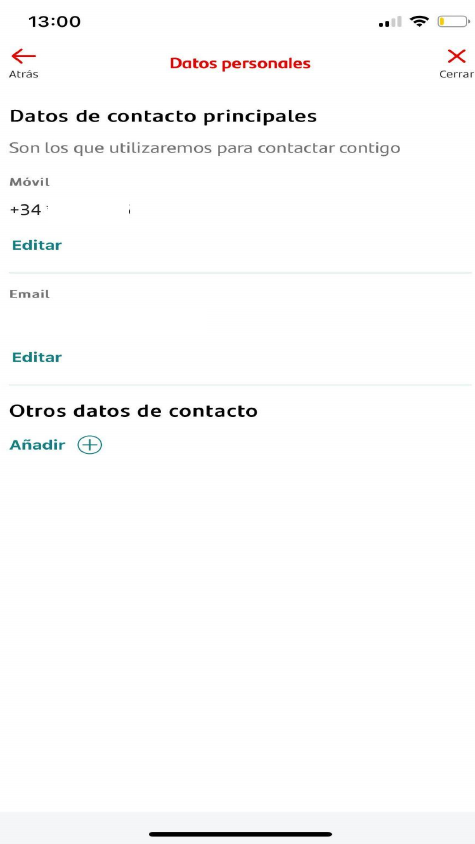 13:00
Atrás
Datos personales
Cerrar
Datos de contacto principales
Son los que utilizaremos para contactar contigo
Móvil
+34
Editar
Email
Editar
Otros datos de contacto
Añadir